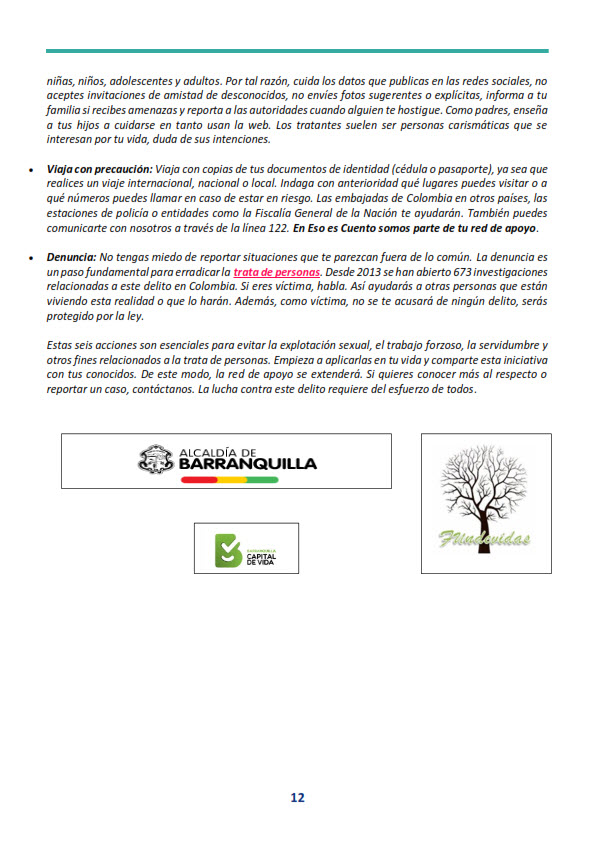 niñas, niños, adolescentes y adultos. Por tal razón, cuida los datos que publicas en las redes sociales, no
aceptes invitaciones de amistad de desconocidos, no envíes fotos sugerentes o explícitas, informa a tu
familia si recibes amenazas y reporta a las autoridades cuando alguien te hostigue. Como padres, enseña
a tus hijos a cuidarse en tanto usan la web. Los tratantes suelen ser personas carismáticas que se
interesan por tu vida, duda de sus intenciones.
• Viaja con precaución: Viaja con copias de tus documentos de identidad (cédula o pasaporte), ya sea que
realices un viaje internacional, nacional o local. Indaga con anterioridad qué lugares puedes visitar o a
qué números puedes llamar en caso de estar en riesgo. Las embajadas de Colombia en otros países, las
estaciones de policía o entidades como la Fiscalía General de la Nación te ayudarán. También puedes
comunicarte con nosotros a través de la línea 122. En Eso es Cuento somos parte de tu red de apoyo.
• Denuncia: No tengas miedo de reportar situaciones que te parezcan fuera de lo común. La denuncia es
un paso fundamental para erradicar la trata de personas. Desde 2013 se han abierto 673 investigaciones
relacionadas a este delito en Colombia. Si eres víctima, habla. Así ayudarás a otras personas que están
viviendo esta realidad o que lo harán. Además, como víctima, no se te acusará de ningún delito, serás
protegido por la ley.
Estas seis acciones son esenciales para evitar la explotación sexual, el trabajo forzoso, la servidumbre y
otros fines relacionados a la trata de personas. Empieza a aplicarlas en tu vida y comparte esta iniciativa
con tus conocidos. De este modo, la red de apoyo se extenderá. Si quieres conocer más al respecto o
reportar un caso, contáctanos. La lucha contra este delito requiere del esfuerzo de todos.
ALCALDÍA DE
BARRANQUILLA
Fundevidas
BARRANQUILLA
CAPITAL
DE VIDA
12